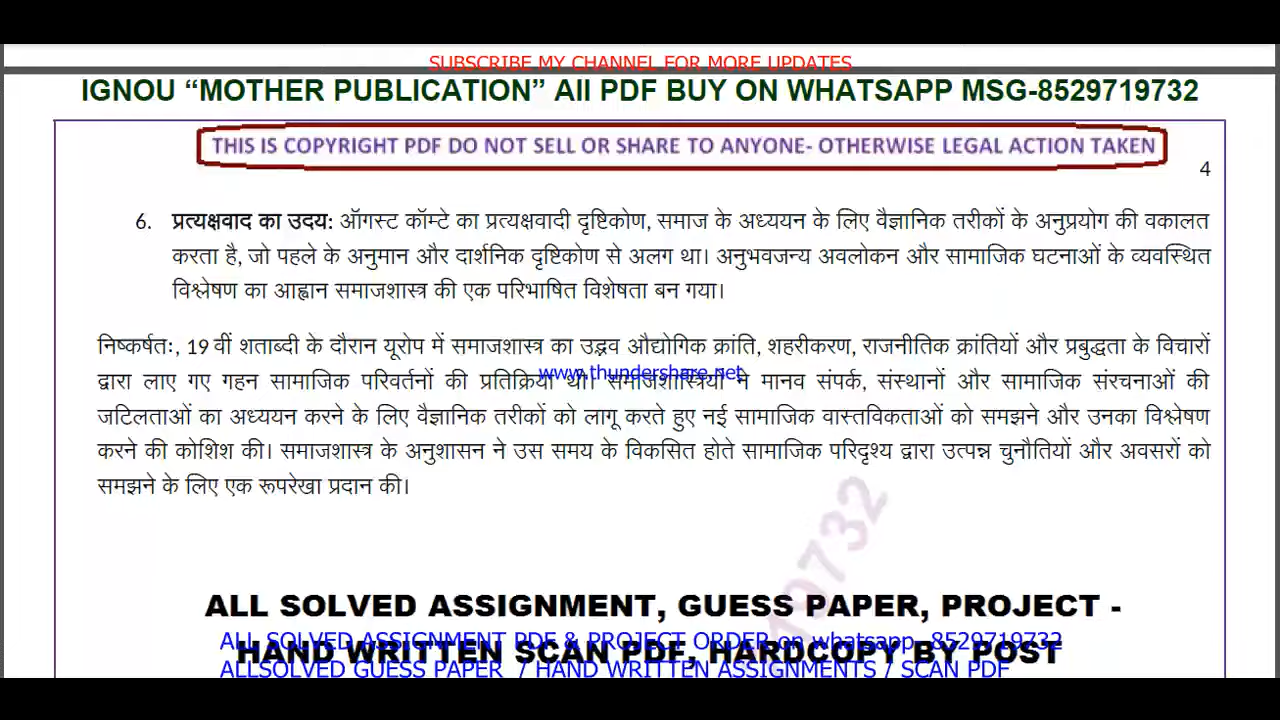 SUBSCRIBE MY CHANNEL FOR MORE UPDATES
IGNOU “MOTHER PUBLICATION” All PDF BUY ON WHATSAPP MSG-8529719732
THIS IS COPYRIGHT PDF DO NOT SELL OR SHARE TO ANYONE- OTHERWISE LEGAL ACTION TAKEN
4
6. प्रत्यक्षवाद का उदय: ऑगस्ट कॉम्टे का प्रत्यक्षवादी दृष्टिकोण, समाज के अध्ययन के लिए वैज्ञानिक तरीकों के अनुप्रयोग की वकालत
करता है, जो पहले के अनुमान और दार्शनिक दृष्टिकोण से अलग था। अनुभवजन्य अवलोकन और सामाजिक घटनाओं के व्यवस्थित
विश्लेषण का आह्वान समाजशास्त्र की एक परिभाषित विशेषता बन गया।
निष्कर्षतः, 19 वीं शताब्दी के दौरान यूरोप में समाजशास्त्र का उद्भव औद्योगिक क्रांति, शहरीकरण, राजनीतिक क्रांतियों और प्रबुद्धता के विचारों
द्वारा लाए गए गहन सामाजिक परिवर्तनों की प्रतिक्रिया थी। समाजशास्त्रियों ने मानव संपर्क, संस्थानों और सामाजिक संरचनाओं की
www.thundershare.net
जटिलताओं का अध्ययन करने के लिए वैज्ञानिक तरीकों को लागू करते हुए नई सामाजिक वास्तविकताओं को समझने और उनका विश्लेषण
करने की कोशिश की। समाजशास्त्र के अनुशासन ने उस समय के विकसित होते सामाजिक परिदृश्य द्वारा उत्पन्न चुनौतियों और अवसरों को
समझने के लिए एक रूपरेखा प्रदान की।
ALL SOLVED ASSIGNMENT, GUESS PAPER, PROJECT -
ALL SOLVED ASSIGNMENT PDF & PROJECT ORDER on whatsapp- 8529719732
HAND WRITTEN SCAN PDF, HARDCOPY BY POST
ALLSOLVED GUESS PAPER / HAND WRITTEN ASSIGNMENTS / SCAN PDF